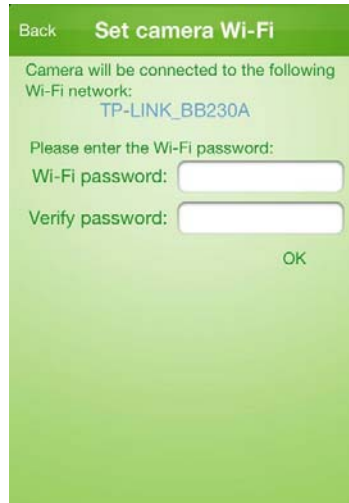 Back Set camera Wi-Fi
Camera will be connected to the following
Wi-Fi network:
TP-LINK_BB230A
Please enter the Wi-Fi password:
Wi-Fi password:
Verify password:
OK